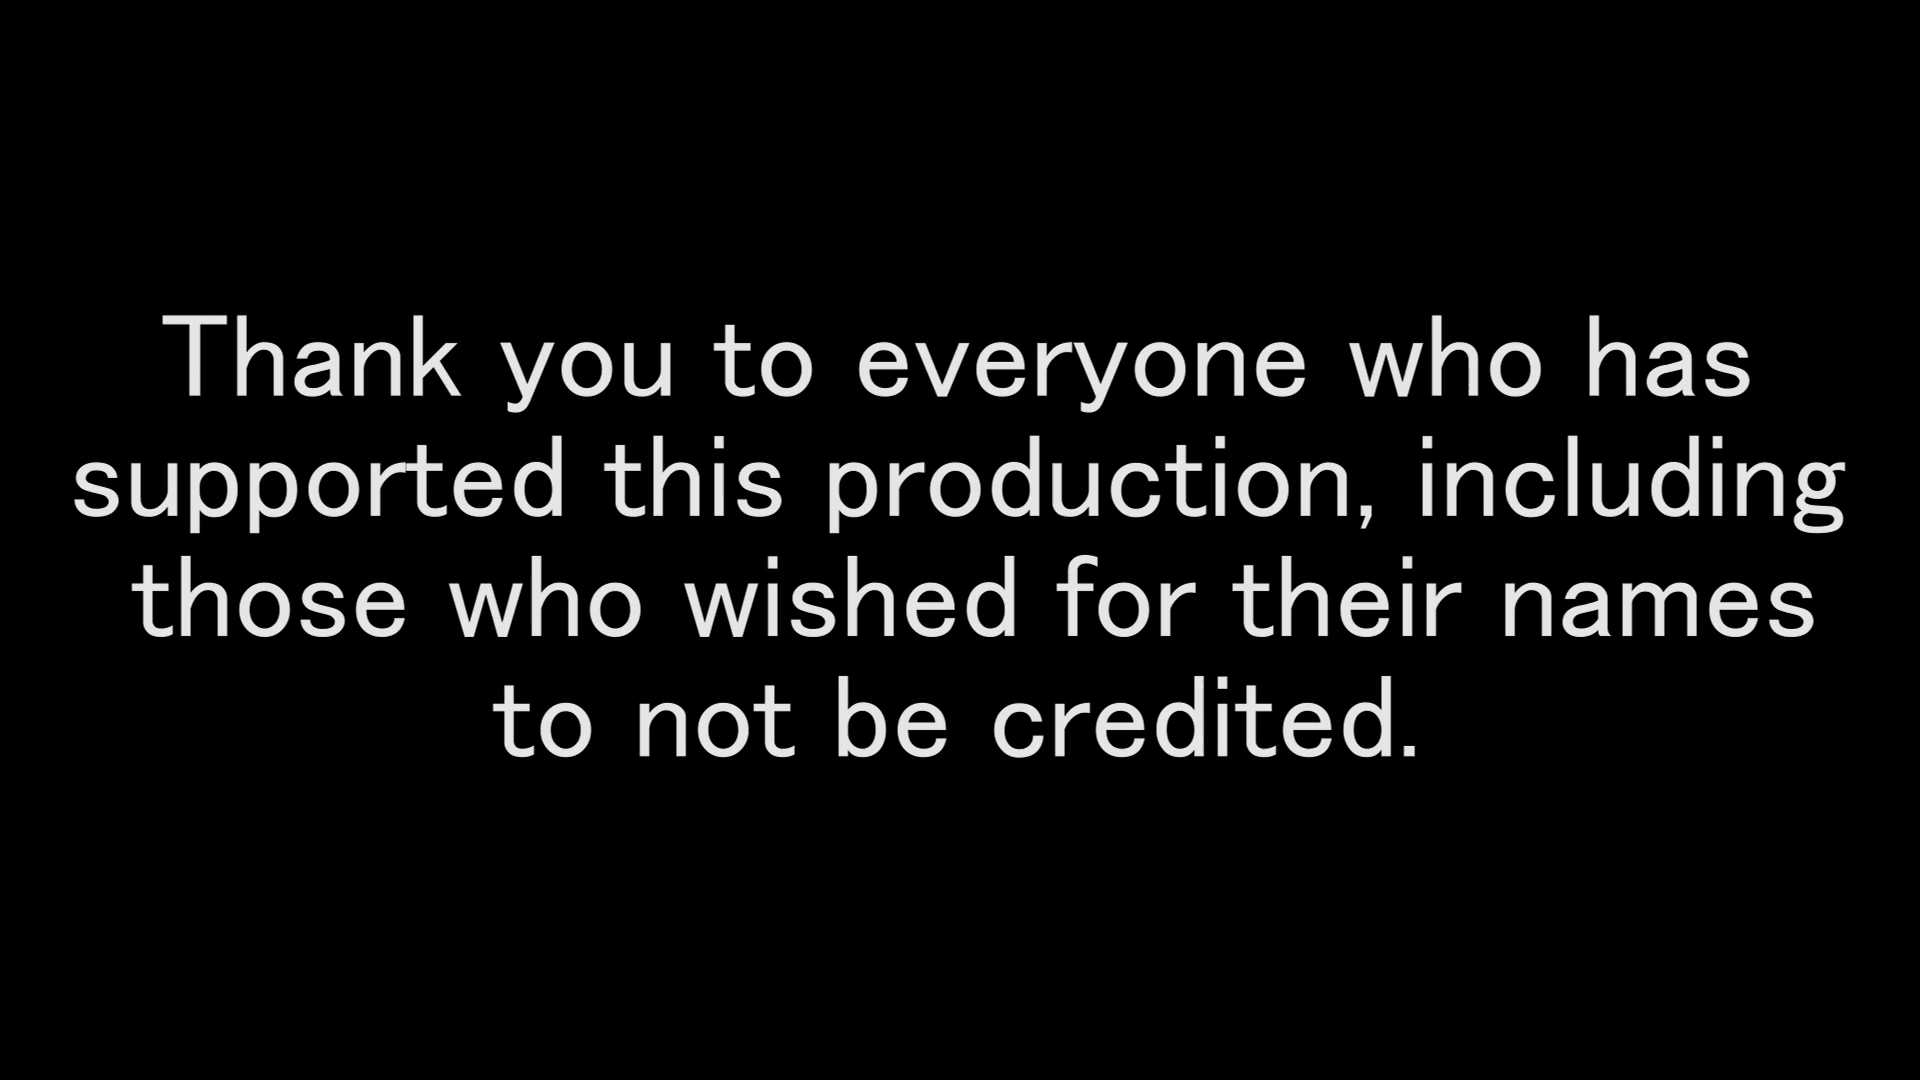 Thank you to everyone who has
supported this production, including
those who wished for their names
to not be credited.